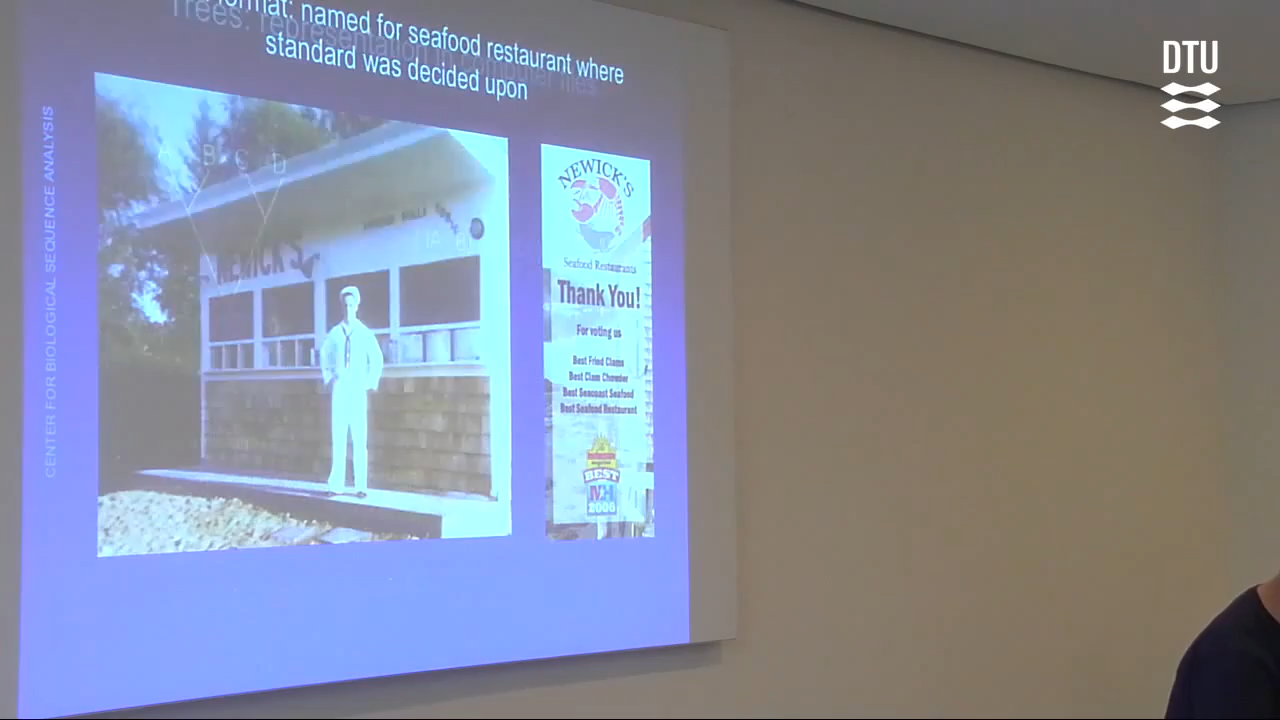 format: named for seafood restaurant where
standard was decided upon
Trees: representation in computer files
DTU
CENTER FOR BIOLOGICAL SEQUENCE ANALYSIS
A B C D
NEWICK'S
NEWICK'S
Seafood Restaurants
Thank You!
For voting us
Best Fried Clams
Best Clam Chowder
Best Seacoast Seafood
Best Seafood Restaurant
BEST
NH
2006